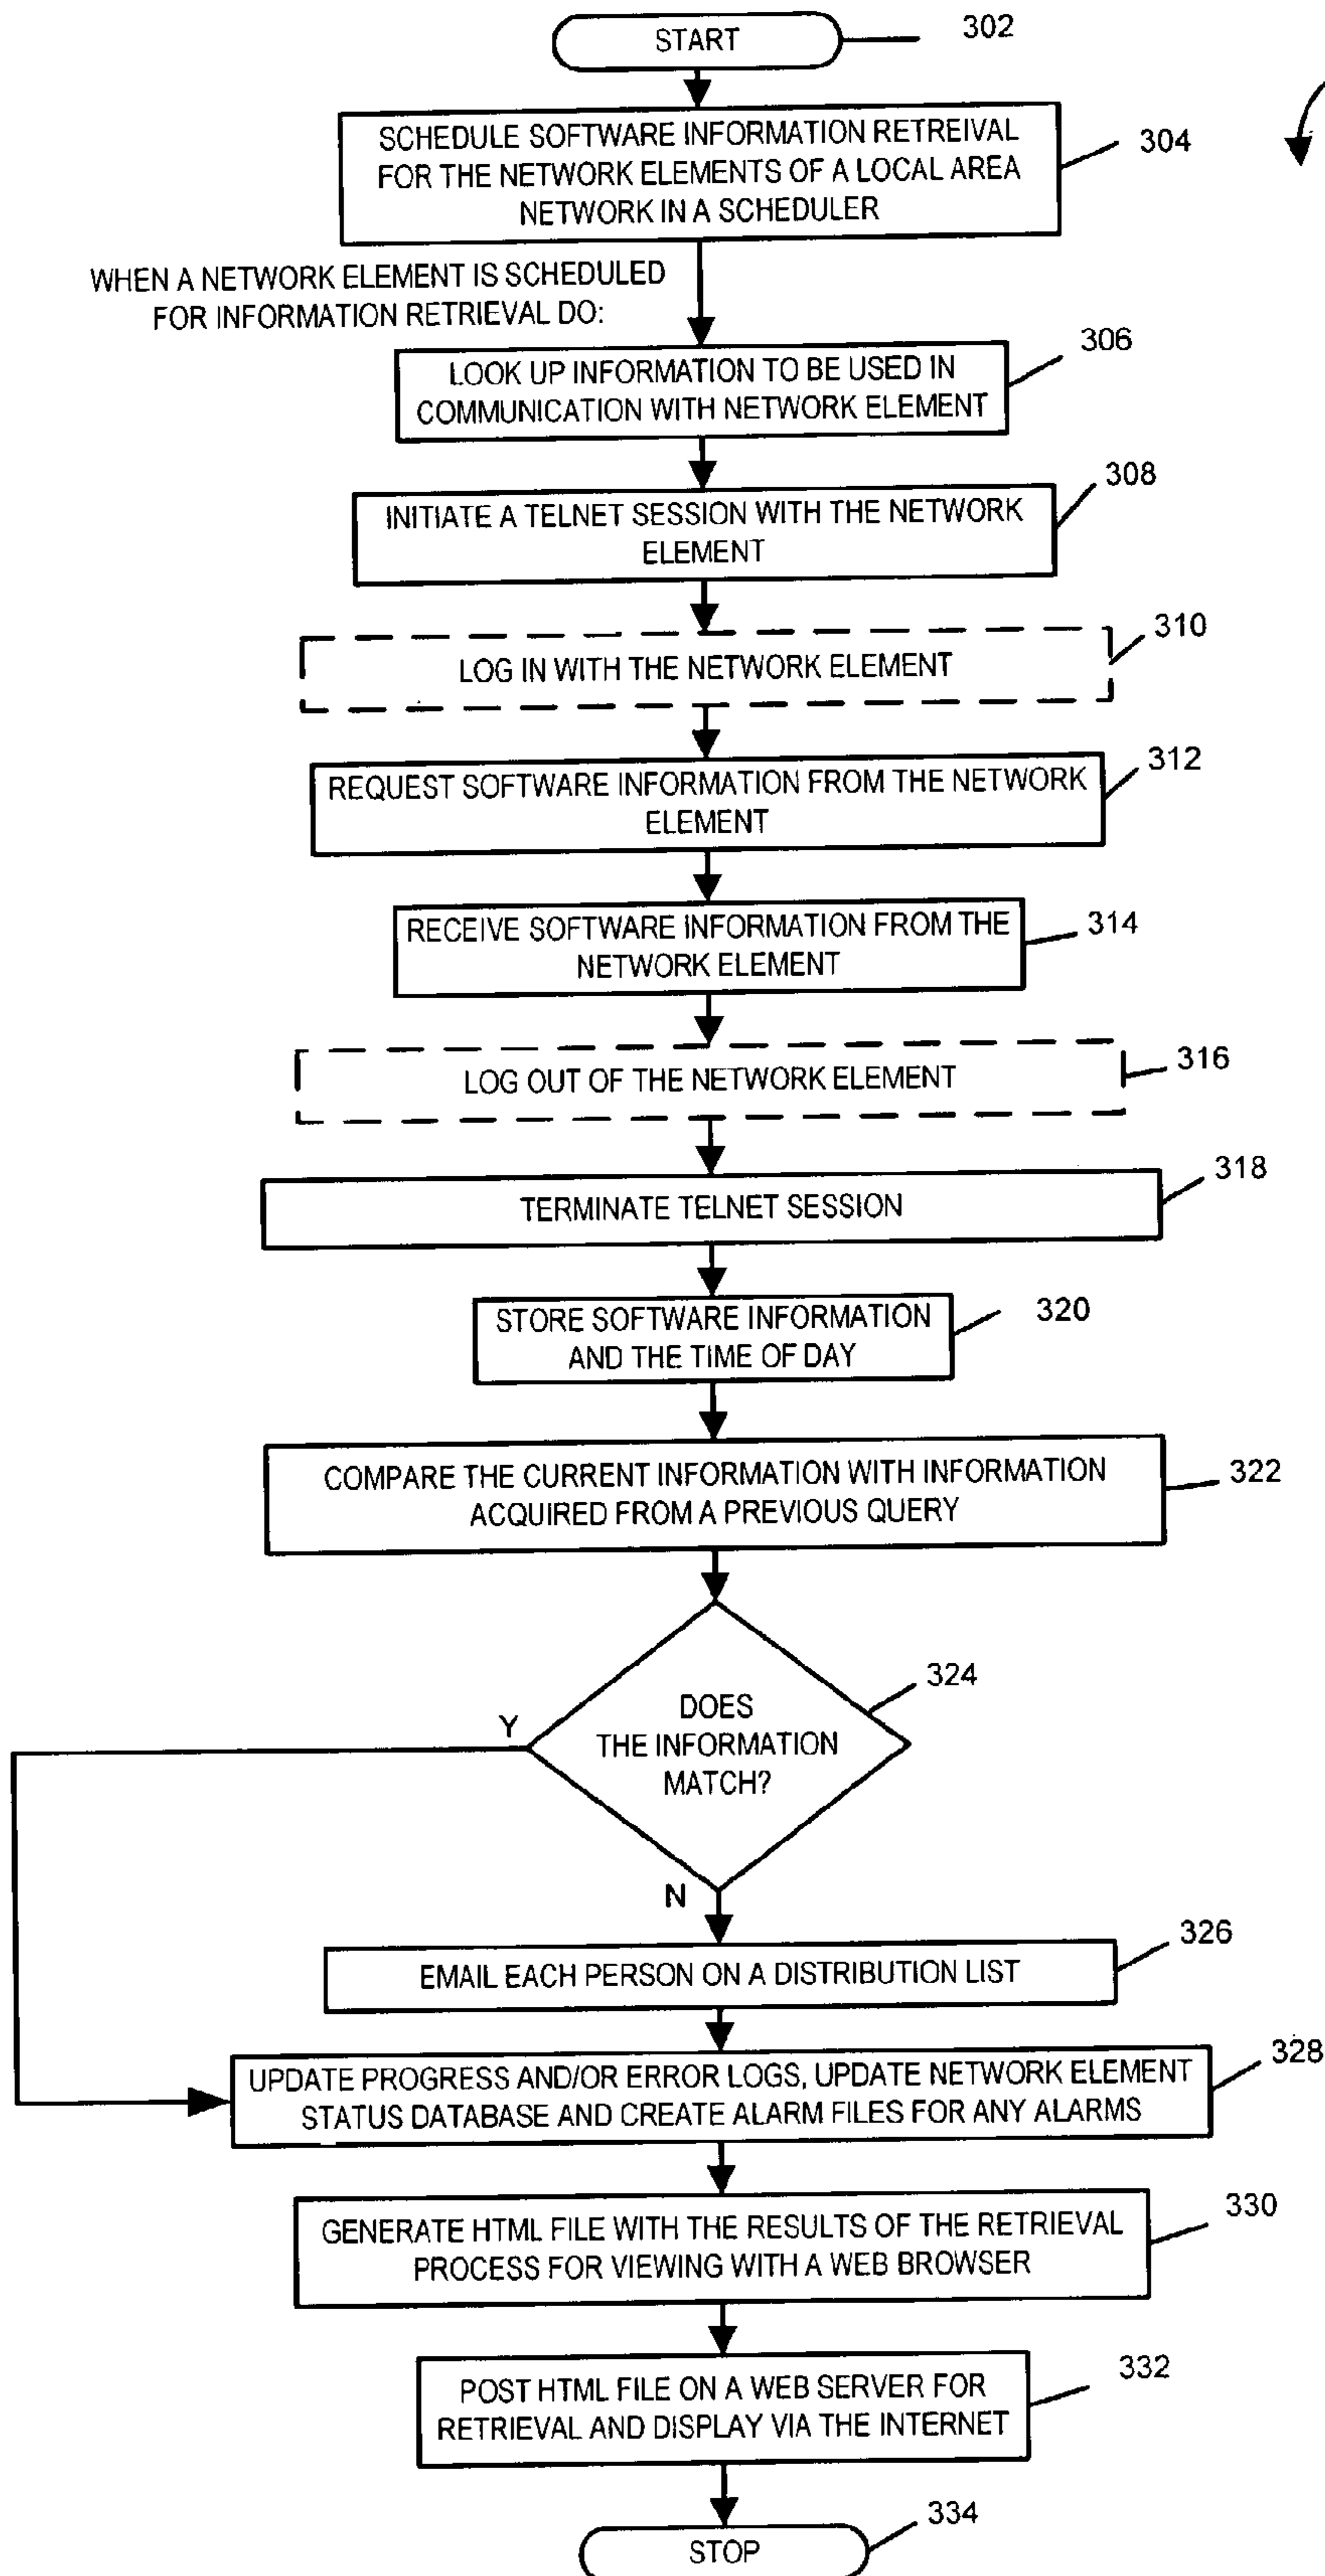 START
302
SCHEDULE SOFTWARE INFORMATION RETREIVAL
FOR THE NETWORK ELEMENTS OF A LOCAL AREA
NETWORK IN A SCHEDULER
304
WHEN A NETWORK ELEMENT IS SCHEDULED
FOR INFORMATION RETRIEVAL DO:
306
LOOK UP INFORMATION TO BE USED IN
COMMUNICATION WITH NETWORK ELEMENT
308
INITIATE A TELNET SESSION WITH THE NETWORK
ELEMENT
310
LOG IN WITH THE NETWORK ELEMENT
312
REQUEST SOFTWARE INFORMATION FROM THE NETWORK
ELEMENT
314
RECEIVE SOFTWARE INFORMATION FROM THE
NETWORK ELEMENT
316
LOG OUT OF THE NETWORK ELEMENT
318
TERMINATE TELNET SESSION
320
STORE SOFTWARE INFORMATION
AND THE TIME OF DAY
322
COMPARE THE CURRENT INFORMATION WITH INFORMATION
ACQUIRED FROM A PREVIOUS QUERY
324
Y
DOES
THE INFORMATION
MATCH?
N
326
EMAIL EACH PERSON ON A DISTRIBUTION LIST
328
UPDATE PROGRESS AND/OR ERROR LOGS, UPDATE NETWORK ELEMENT
STATUS DATABASE AND CREATE ALARM FILES FOR ANY ALARMS
330
GENERATE HTML FILE WITH THE RESULTS OF THE RETRIEVAL
PROCESS FOR VIEWING WITH A WEB BROWSER
332
POST HTML FILE ON A WEB SERVER FOR
RETRIEVAL AND DISPLAY VIA THE INTERNET
334
STOP